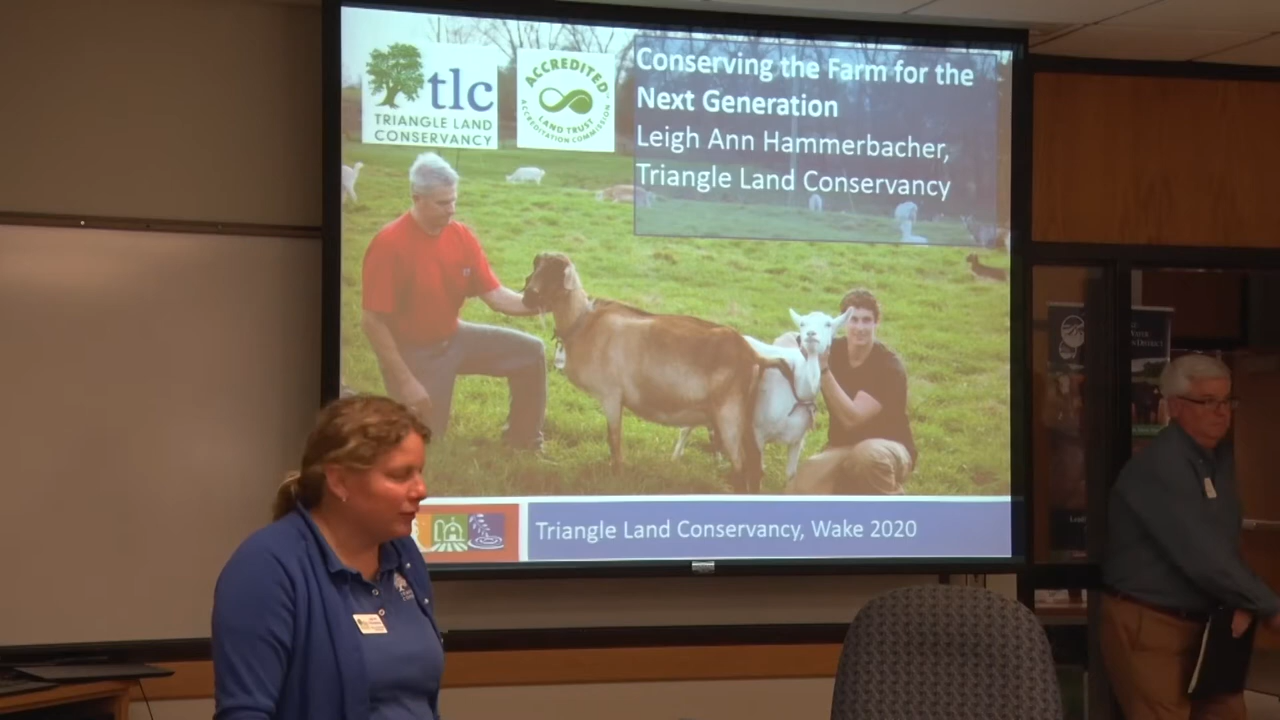 tlc
TRIANGLE LAND
CONSERVANCY
ACCREDITED
LAND TRUST
ACCREDITATION COMMISSION
Conserving the Farm for the
Next Generation
Leigh Ann Hammerbacher,
Triangle Land Conservancy
Triangle Land Conservancy, Wake 2020